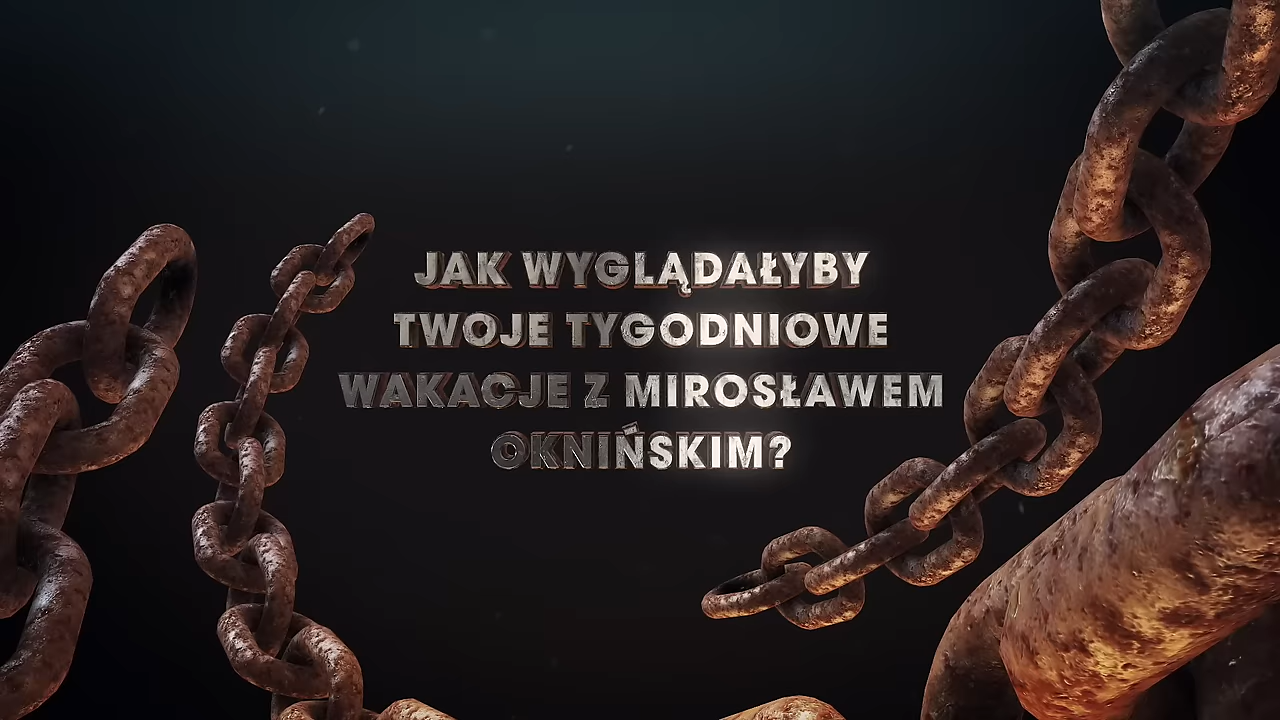 JAK WYGLĄDAŁYBY
TWOJE TYGODNIOWE
WAKACJE Z MIROSŁAWEM
OKNIŃSKIM?